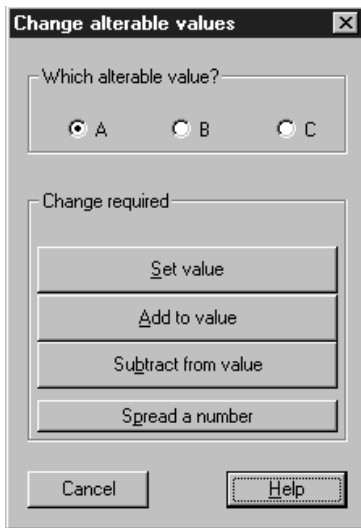 Change alterable values
Which alterable value?
A B C
Change required
Set value
Add to value
Subtract from value
Spread a number
Cancel Help